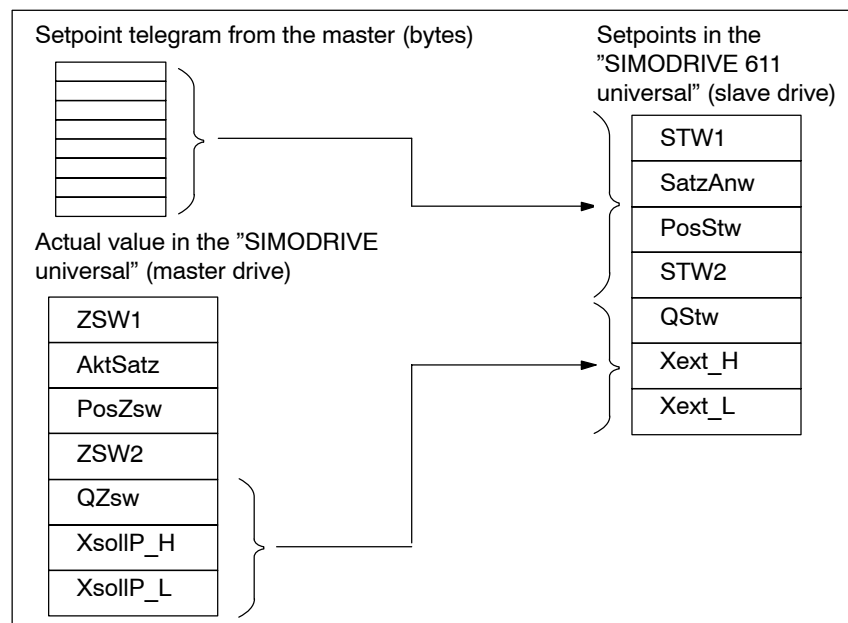 Setpoint telegram from the master (bytes)
Setpoints in the
”SIMODRIVE 611
universal” (slave drive)
STW1
SatzAnw
PosStw
STW2
QStw
Xext_H
Xext_L
Actual value in the ”SIMODRIVE
universal” (master drive)
ZSW1
AktSatz
PosZsw
ZSW2
QZsw
XsollP_H
XsollP_L